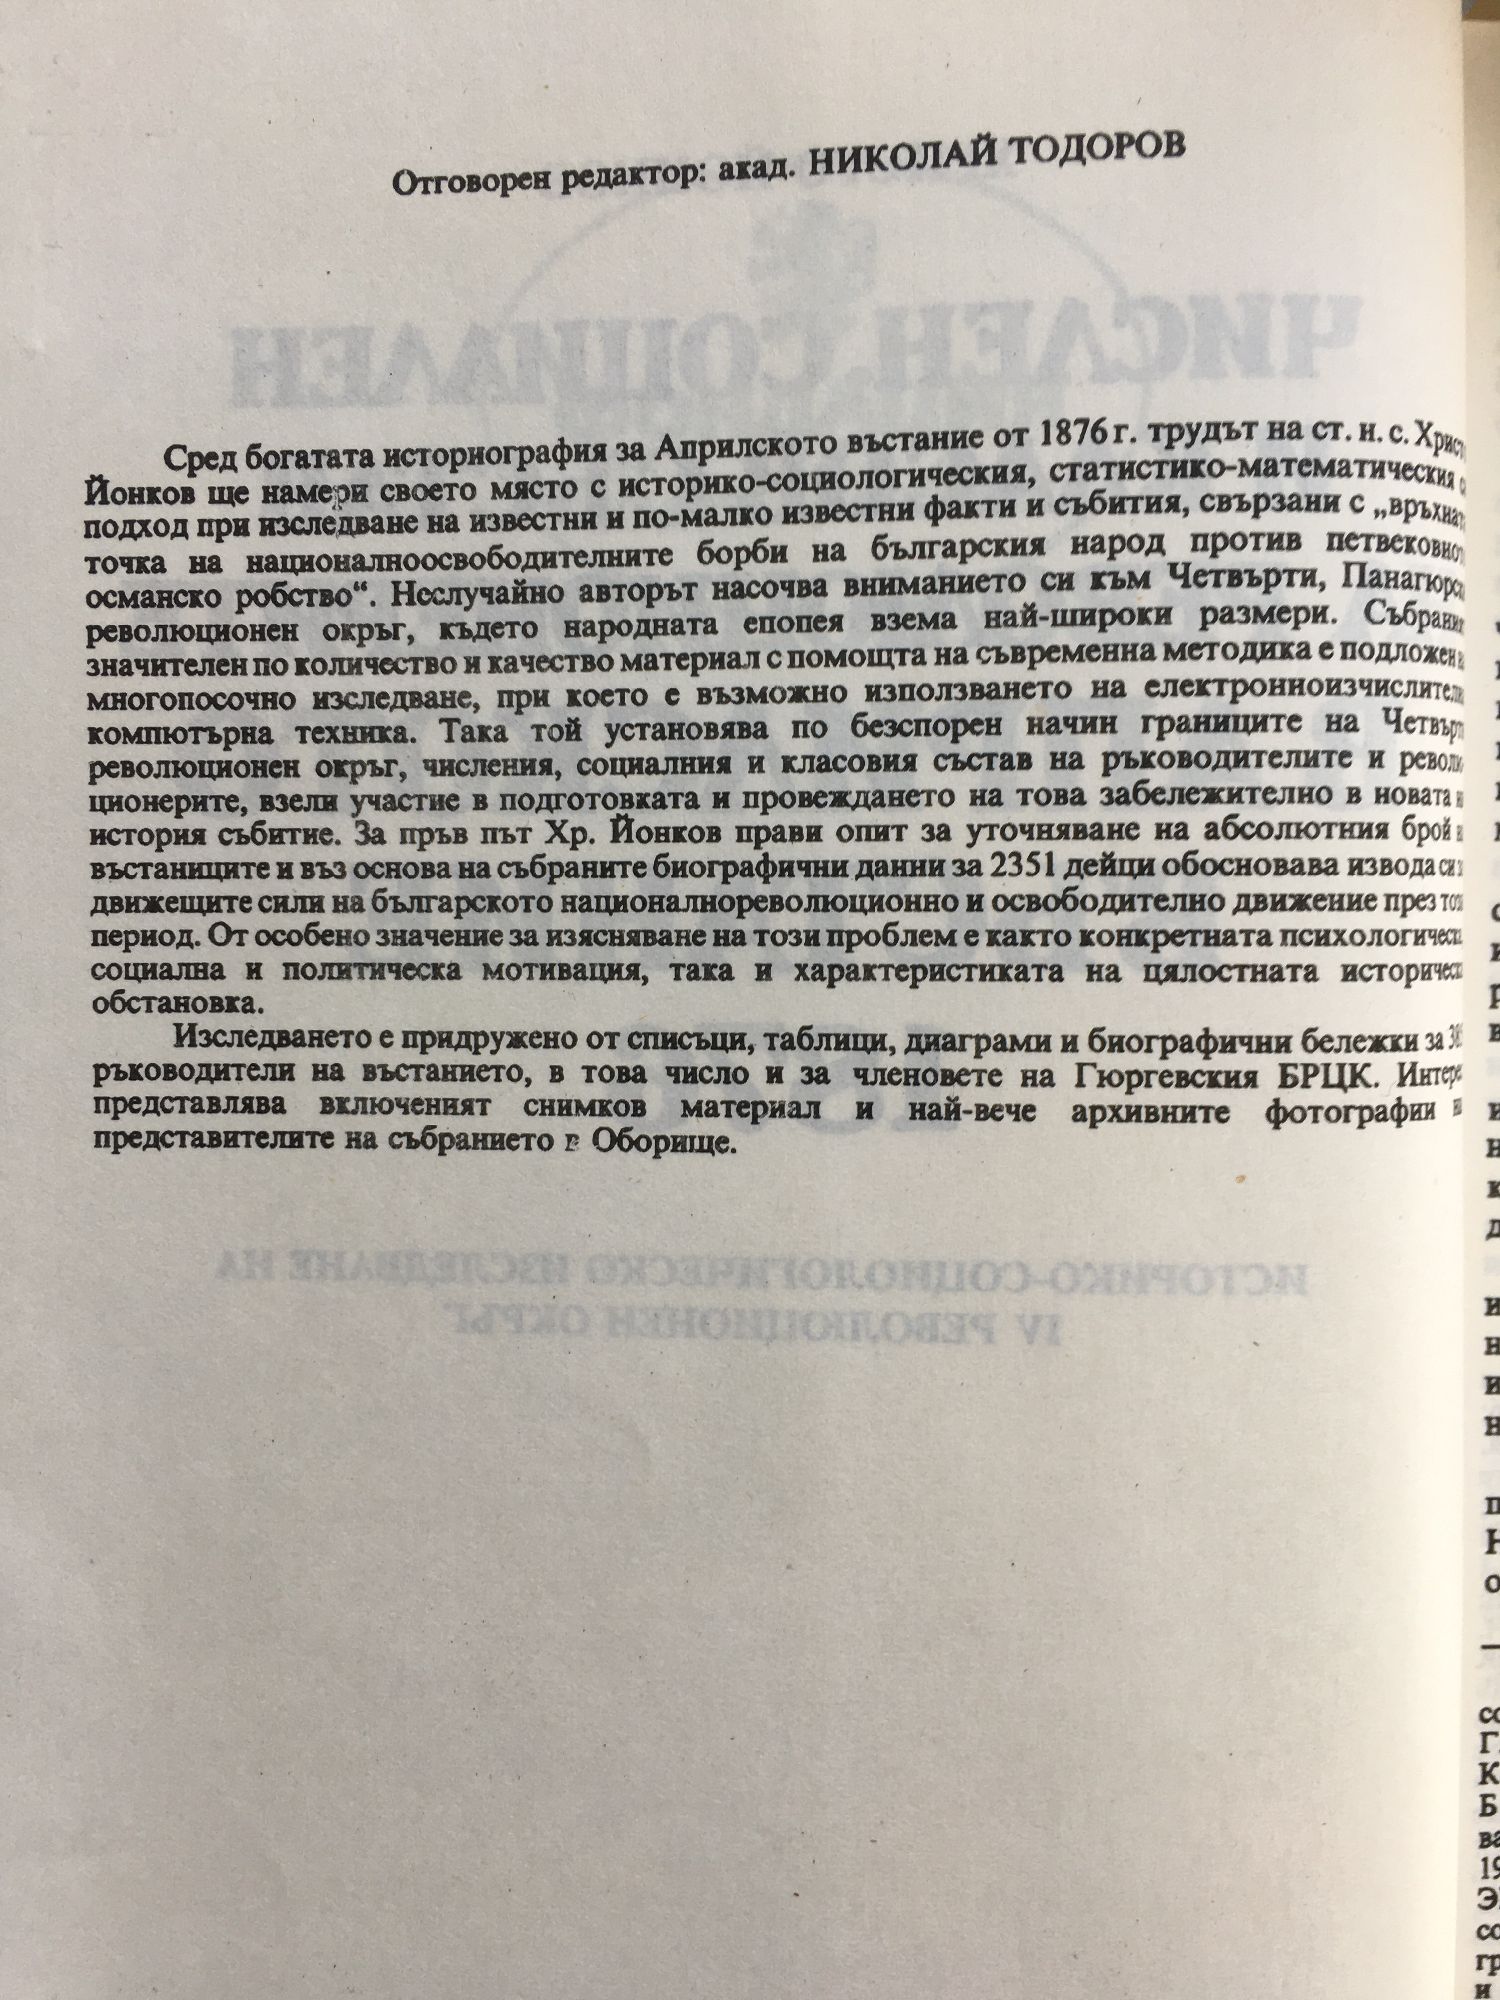 Отговорен редактор: акад. НИКОЛАЙ ТОДОРОВ
Сред богатата историография за Априлското въстание от 1876 г. трудът на ст. н. с.
Йонков ще намери своето място с историко-социологическия, статистико-математическия
подход при изследване на известни и по-малко известни факти и събития, свързани с
точка на националноосвободителните борби на българския народ против
османско робство“. Неслучайно авторът насочва вниманието си към Четвърти,
революционен окръг, където народната епопея взема най-широки размери.
значителен по количество и качество материал с помощта на съвременна методика е подложен
многопосочно изследване, при което е възможно използването на
компютърна техника. Така той установява по безспорен начин границите на
революционен окръг, числения, социалния и класовия състав на ръководителите и револю
ционерите, взели участие в подготовката и провеждането на това забележително в новата
история събитие. За пръв път Хр. Йонков прави опит за уточняване на абсолютния брой
въстаниците и въз основа на събраните биографични данни за 2351 дейци обосновава извода си
движещите сили на българското националнореволюционно и освободително движение през
период. От особено значение за изясняване на този проблем е както конкретната
социална и политическа мотивация, така и характеристиката на цялостната
обстановка.
Изследването е придружено от списъци, таблици, диаграми и биографични бележки за
ръководители на въстанието, в това число и за членовете на Гюргевския БРЦК.
представлява включеният снимков материал и най-вече архивните фотографии
представителите на събранието в Оборище.